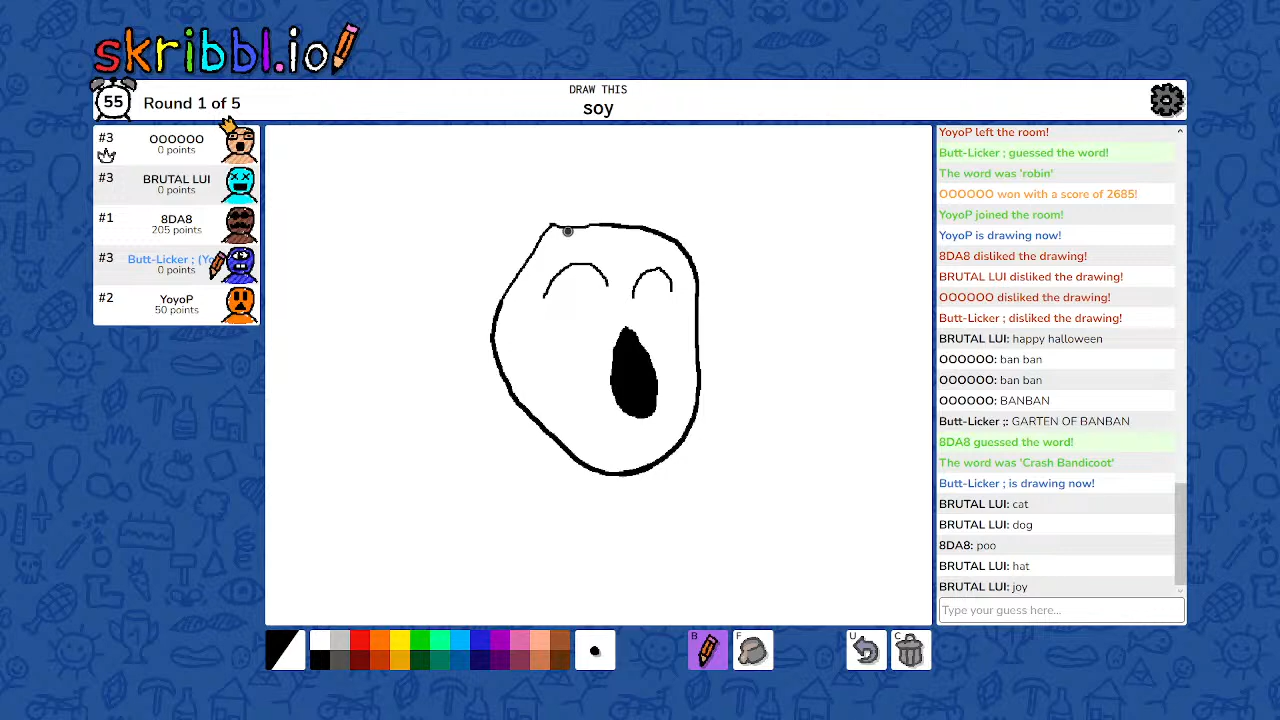 skribbl.io
55
Round 1 of 5
DRAW THIS
soy
#3
OOOOOO
0 points
#3
BRUTAL LUI
0 points
#1
8DA8
205 points
#3
Butt-Licker ; (Yo
0 points
#2
YoyoP
50 points
YoyoP left the room!
Butt-Licker ; guessed the word!
The word was 'robin'
OOOOOO won with a score of 2685!
YoyoP joined the room!
YoyoP is drawing now!
8DA8 disliked the drawing!
BRUTAL LUI disliked the drawing!
OOOOOO disliked the drawing!
Butt-Licker ; disliked the drawing!
BRUTAL LUI: happy halloween
OOOOOO: ban ban
OOOOOO: ban ban
OOOOOO: BANBAN
Butt-Licker ;: GARTEN OF BANBAN
8DA8 guessed the word!
The word was 'Crash Bandicoot'
Butt-Licker ; is drawing now!
BRUTAL LUI: cat
BRUTAL LUI: dog
8DA8: poo
BRUTAL LUI: hat
BRUTAL LUI: joy
Type your guess here...
B
F
U
C